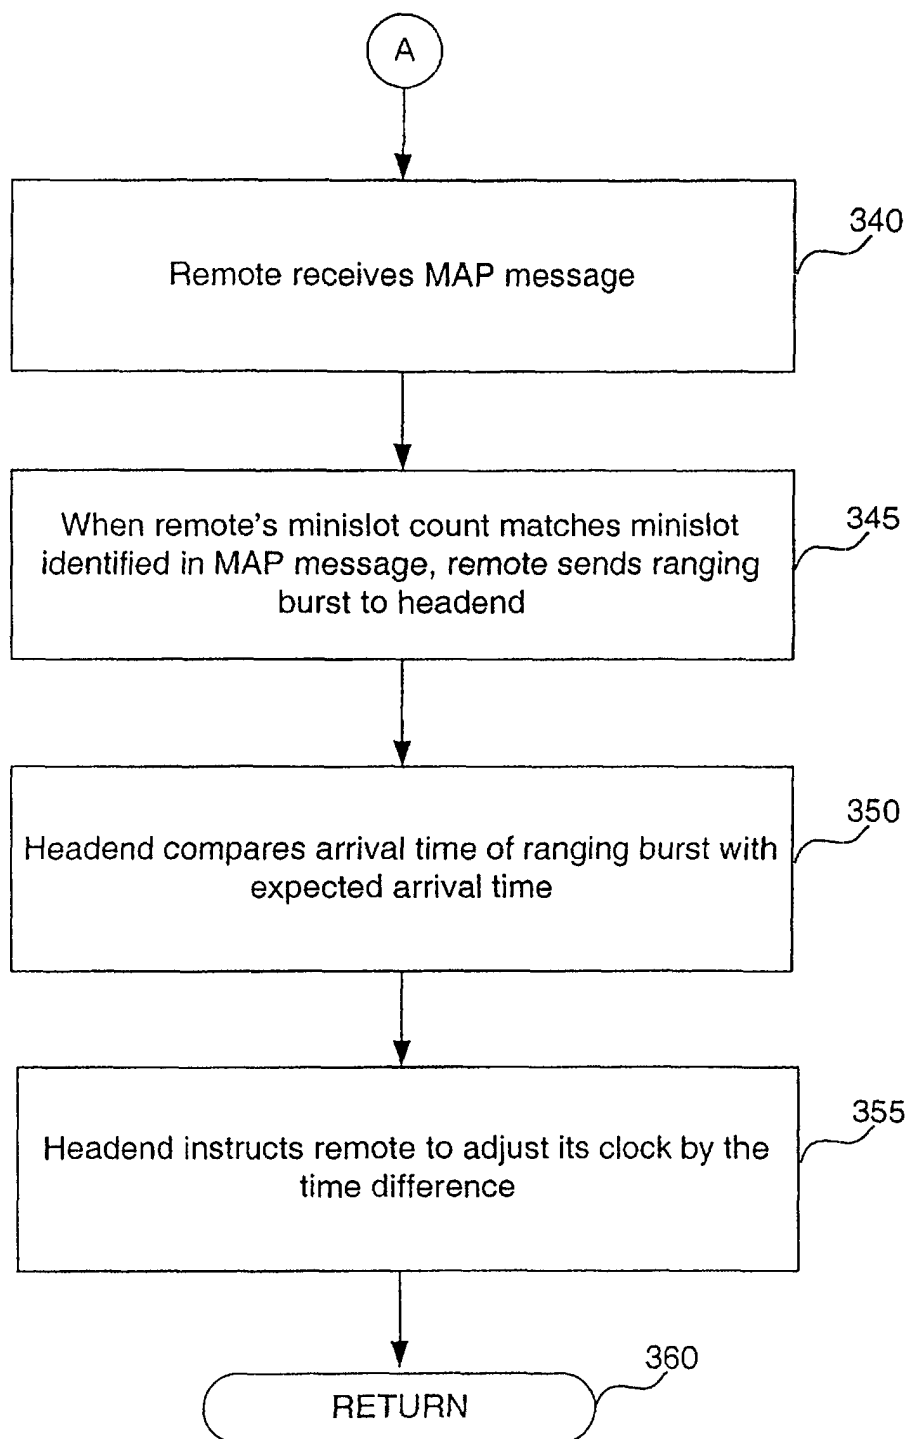 A
340
Remote receives MAP message
345
When remote's minislot count matches minislot
identified in MAP message, remote sends ranging
burst to headend
350
Headend compares arrival time of ranging burst with
expected arrival time
355
Headend instructs remote to adjust its clock by the
time difference
360
RETURN